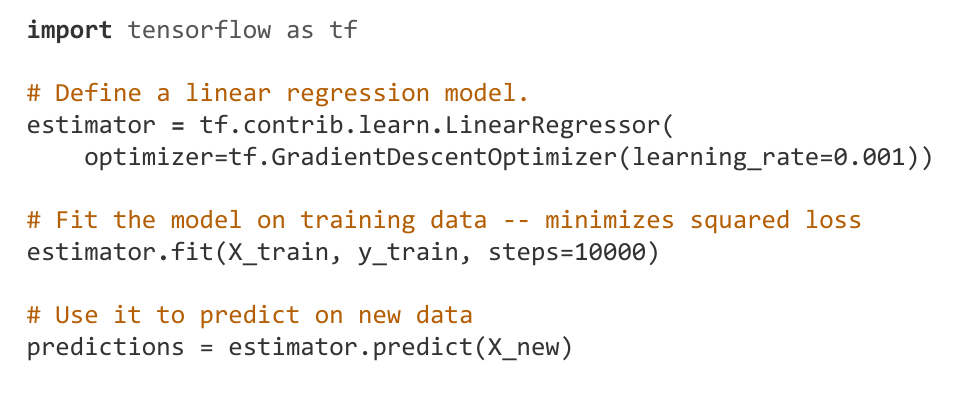 import tensorflow as tf
# Define a linear regression model.
estimator = tf.contrib.learn.LinearRegressor(
    optimizer=tf.GradientDescentOptimizer(learning_rate=0.001))
# Fit the model on training data -- minimizes squared loss
estimator.fit(X_train, y_train, steps=10000)
# Use it to predict on new data
predictions = estimator.predict(X_new)